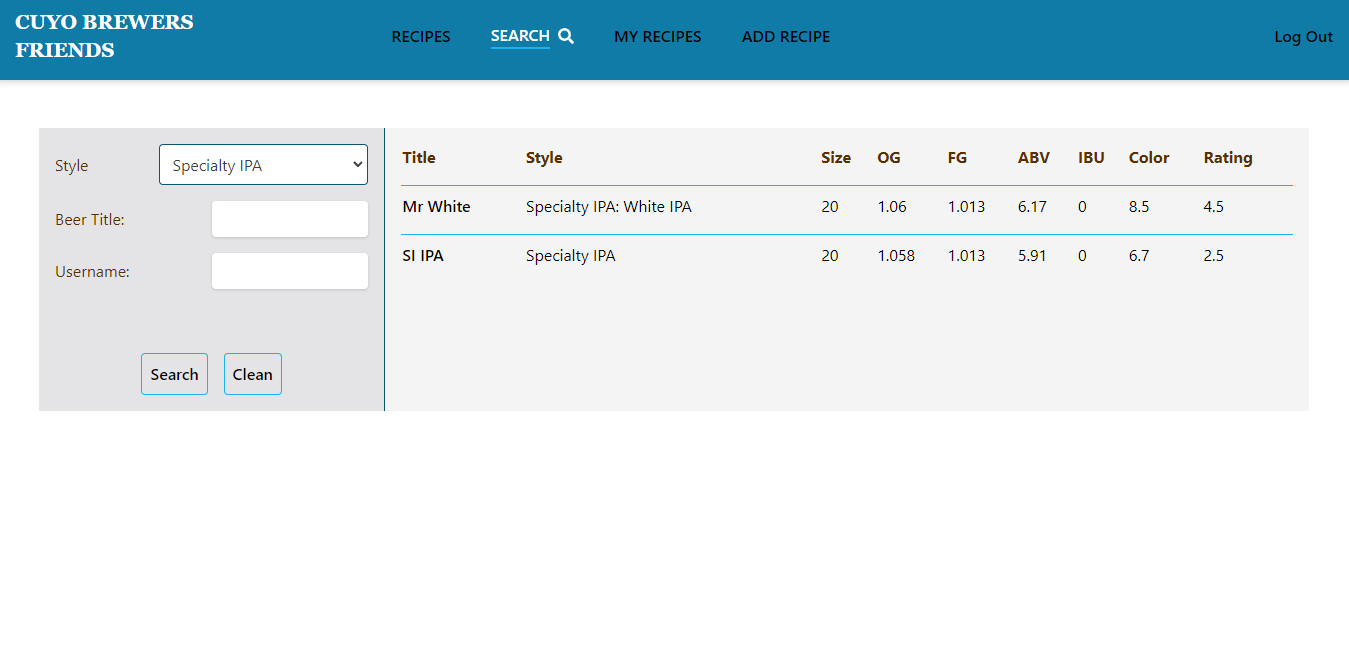 CUYO BREWERS
FRIENDS
RECIPES SEARCH MY RECIPES ADD RECIPE Log Out
Style Specialty IPA
Beer Title:
Username:
Search Clean
Title Style Size OG FG ABV IBU Color Rating
Mr White Specialty IPA: White IPA 20 1.06 1.013 6.17 0 8.5 4.5
SI IPA Specialty IPA 20 1.058 1.013 5.91 0 6.7 2.5